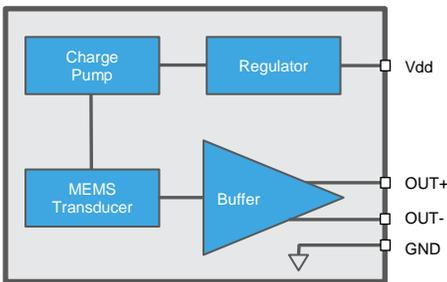 Charge
Pump
Regulator
Vdd
MEMS
Transducer
Buffer
OUT+
OUT-
GND